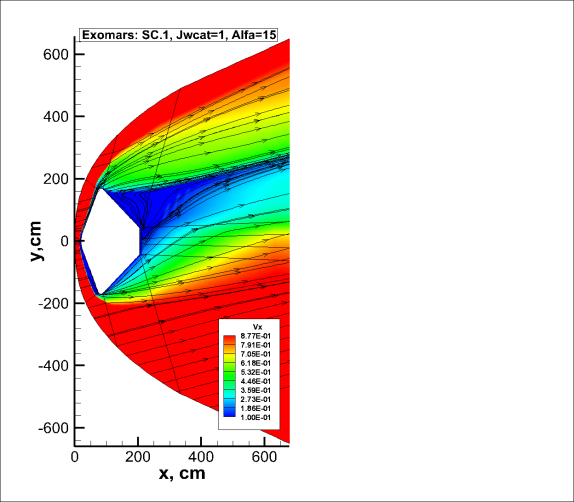 Exomars: SC.1, Jwcat=1, Alfa=15
600
400
200
0
-200
-400
-600
y,cm
0
200
400
600
x, cm
Vx
8.77E-01
7.91E-01
7.05E-01
6.18E-01
5.32E-01
4.46E-01
3.59E-01
2.73E-01
1.86E-01
1.00E-01